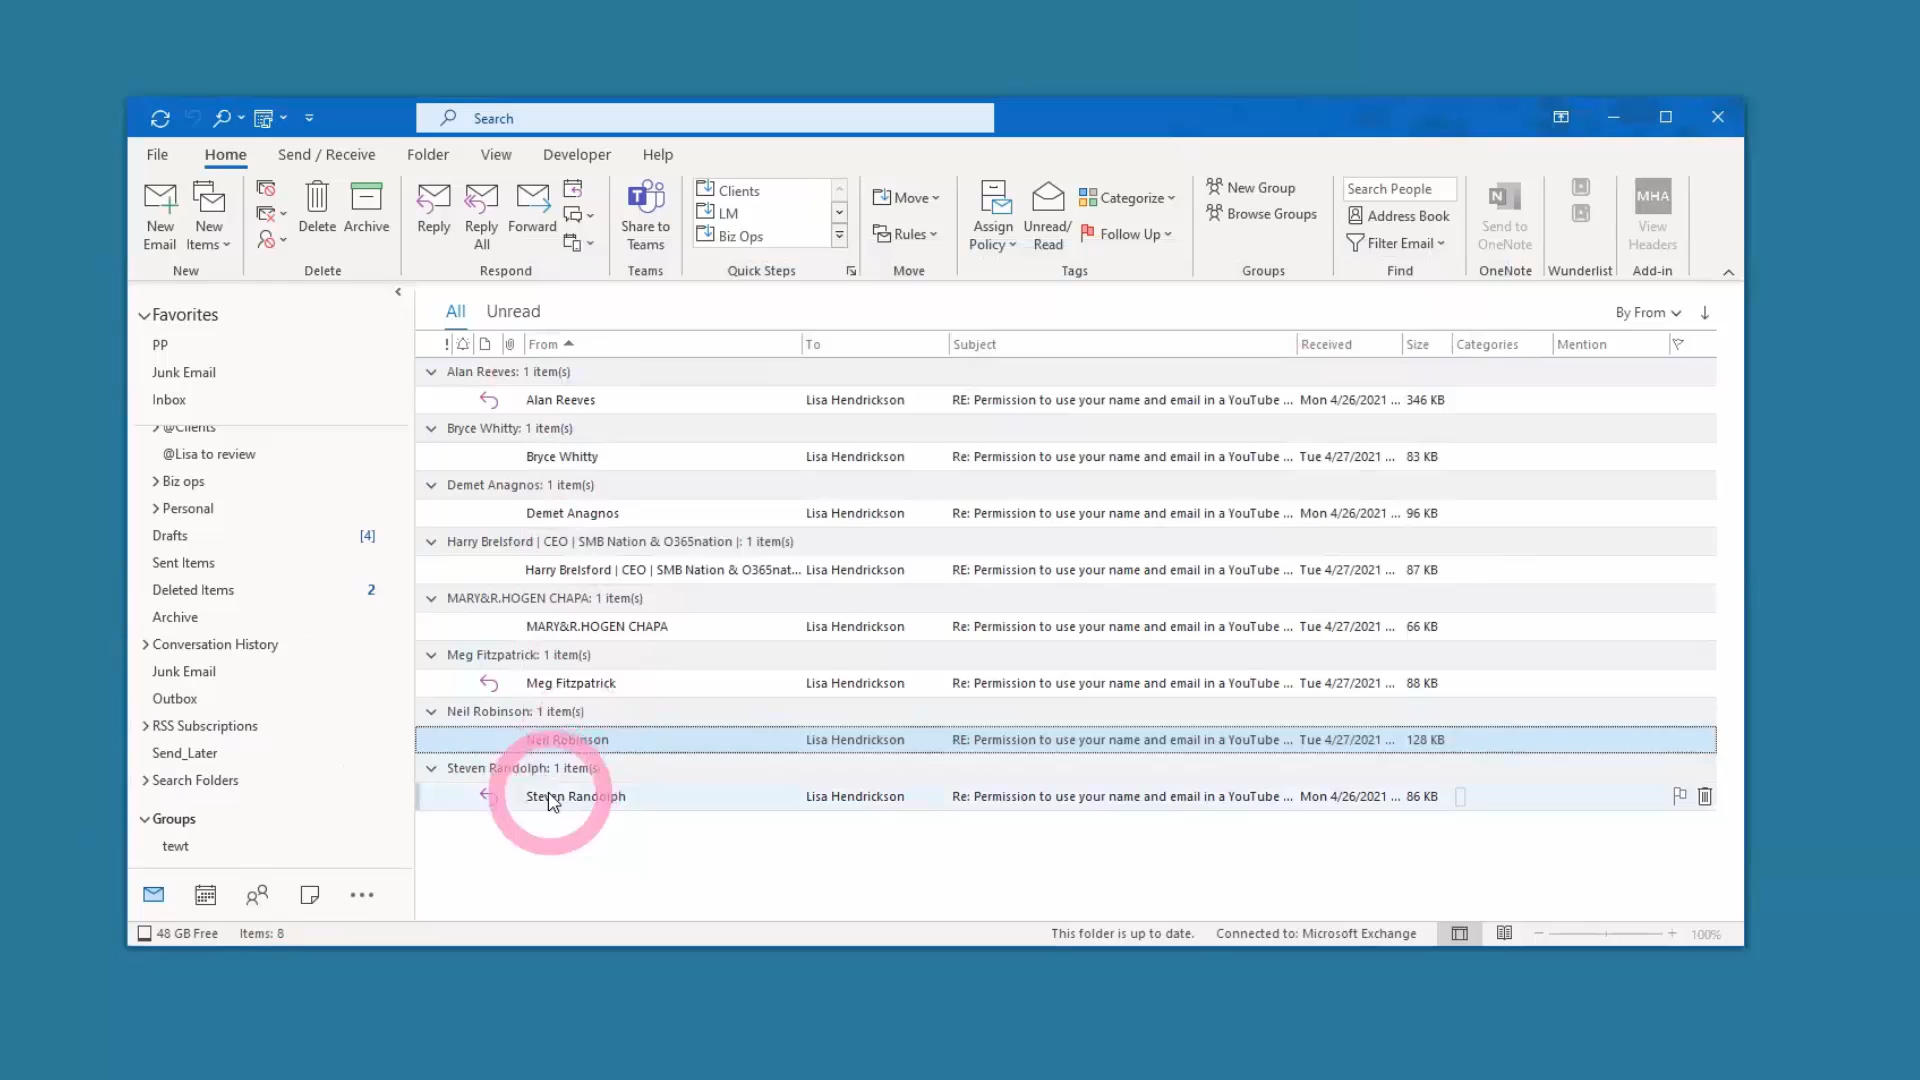 Search
File Home Send / Receive Folder View Developer Help
New Email
New Items
Delete
Archive
Reply
Reply All
Forward
Share to Teams
Clients
LM
Biz Ops
Move
Rules
Assign Policy
Unread/ Read
Categorize
Follow Up
New Group
Browse Groups
Search People
Address Book
Filter Email
Send to OneNote
MHA
View Headers
New Delete Respond Teams Quick Steps Move Tags Groups Find OneNote Wunderlist Add-in
Favorites
PP
Junk Email
Inbox
@Clients
@Lisa to review
Biz ops
Personal
Drafts [4]
Sent Items
Deleted Items 2
Archive
Conversation History
Junk Email
Outbox
RSS Subscriptions
Send_Later
Search Folders
Groups
tewt
All Unread By From
! From To Subject Received Size Categories Mention
Alan Reeves: 1 item(s)
Alan Reeves Lisa Hendrickson RE: Permission to use your name and email in a YouTube ... Mon 4/26/2021 ... 346 KB
Bryce Whitty: 1 item(s)
Bryce Whitty Lisa Hendrickson Re: Permission to use your name and email in a YouTube ... Tue 4/27/2021 ... 83 KB
Demet Anagnos: 1 item(s)
Demet Anagnos Lisa Hendrickson Re: Permission to use your name and email in a YouTube ... Mon 4/26/2021 ... 96 KB
Harry Brelsford | CEO | SMB Nation & O365nation |: 1 item(s)
Harry Brelsford | CEO | SMB Nation & O365nat... Lisa Hendrickson RE: Permission to use your name and email in a YouTube ... Tue 4/27/2021 ... 87 KB
MARY&R.HOGEN CHAPA: 1 item(s)
MARY&R.HOGEN CHAPA Lisa Hendrickson Re: Permission to use your name and email in a YouTube ... Tue 4/27/2021 ... 66 KB
Meg Fitzpatrick: 1 item(s)
Meg Fitzpatrick Lisa Hendrickson Re: Permission to use your name and email in a YouTube ... Tue 4/27/2021 ... 88 KB
Neil Robinson: 1 item(s)
Neil Robinson Lisa Hendrickson RE: Permission to use your name and email in a YouTube ... Tue 4/27/2021 ... 128 KB
Steven Randolph: 1 item(s)
Steven Randolph Lisa Hendrickson Re: Permission to use your name and email in a YouTube ... Mon 4/26/2021 ... 86 KB
48 GB Free Items: 8 This folder is up to date. Connected to: Microsoft Exchange 100%